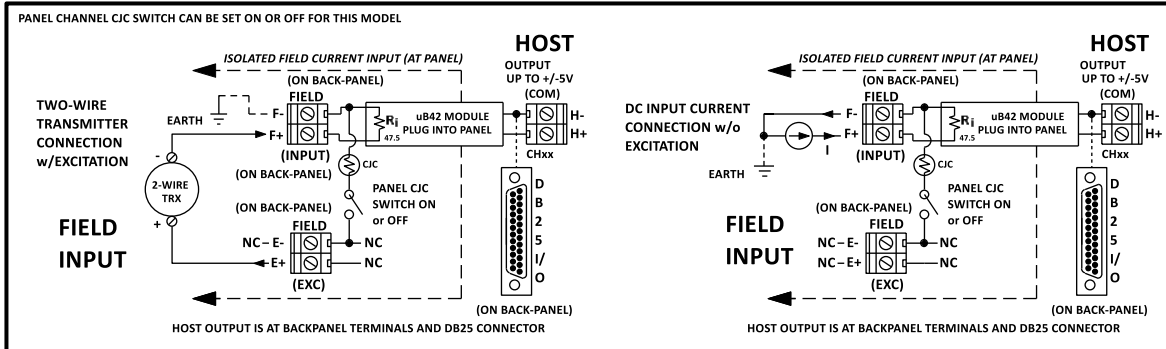 PANEL CHANNEL CJC SWITCH CAN BE SET ON OR OFF FOR THIS MODEL
ISOLATED FIELD CURRENT INPUT (AT PANEL)
HOST
(ON BACK-PANEL)
OUTPUT
UP TO +/-5V
(COM)
FIELD
TWO-WIRE
TRANSMITTER
CONNECTION
w/EXCITATION
EARTH
F-
F+
Ri
47.5
uB42 MODULE
PLUG INTO PANEL
H-
H+
(INPUT)
CHxx
(ON BACK-PANEL)
CJC
-
2-WIRE
TRX
+
PANEL CJC
SWITCH ON
or OFF
(ON BACK-PANEL)
FIELD
D
B
2
5
I/
O
FIELD
INPUT
NC – E-
NC
E+
NC
(EXC)
(ON BACK-PANEL)
HOST OUTPUT IS AT BACKPANEL TERMINALS AND DB25 CONNECTOR
ISOLATED FIELD CURRENT INPUT (AT PANEL)
HOST
(ON BACK-PANEL)
OUTPUT
UP TO +/-5V
(COM)
FIELD
DC INPUT CURRENT
CONNECTION w/o
EXCITATION
F-
F+
I
EARTH
Ri
47.5
uB42 MODULE
PLUG INTO PANEL
H-
H+
(INPUT)
CHxx
CJC
PANEL CJC
SWITCH ON
or OFF
(ON BACK-PANEL)
FIELD
D
B
2
5
I/
O
FIELD
INPUT
NC – E-
NC
NC – E+
NC
(EXC)
(ON BACK-PANEL)
HOST OUTPUT IS AT BACKPANEL TERMINALS AND DB25 CONNECTOR